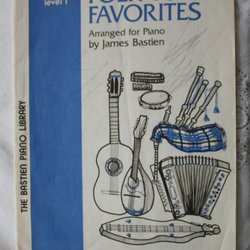 level 1
FAVORITES
Arranged for Piano
by James Bastien
THE BASTIEN PIANO LIBRARY